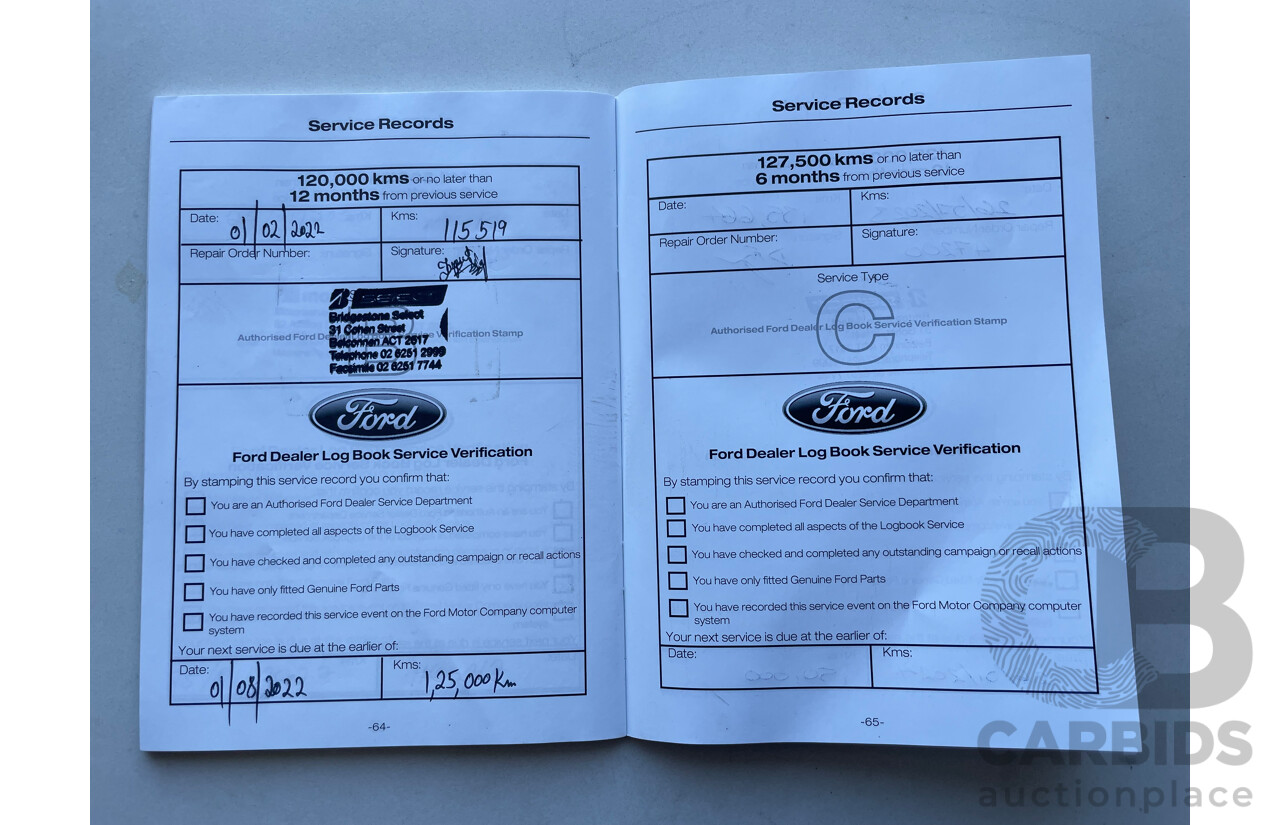 Service Records
120,000 kms or no later than
12 months from previous service
Date: 01/02/2022
Kms: 115 519
Repair Order Number:
Signature:
Bridgestone Select
31 Cohen Street
Belconnen ACT 2617
Telephone 02 6251 2999
Facsimile 02 6251 7744
Authorised Ford De
rification Stamp
Ford
Ford Dealer Log Book Service Verification
By stamping this service record you confirm that:
You are an Authorised Ford Dealer Service Department
You have completed all aspects of the Logbook Service
You have checked and completed any outstanding campaign or recall actions
You have only fitted Genuine Ford Parts
You have recorded this service event on the Ford Motor Company computer
system
Your next service is due at the earlier of:
Date: 01/08/2022
Kms: 1,25,000 Km
-64-
Service Records
127,500 kms or no later than
6 months from previous service
Date:
Kms:
Repair Order Number:
Signature:
Service Type
C
Authorised Ford Dealer Log Book Service Verification Stamp
Ford
Ford Dealer Log Book Service Verification
By stamping this service record you confirm that:
You are an Authorised Ford Dealer Service Department
You have completed all aspects of the Logbook Service
You have checked and completed any outstanding campaign or recall actions
You have only fitted Genuine Ford Parts
You have recorded this service event on the Ford Motor Company computer
system
Your next service is due at the earlier of:
Date:
Kms:
-65-
CARBIDS
auctionplace